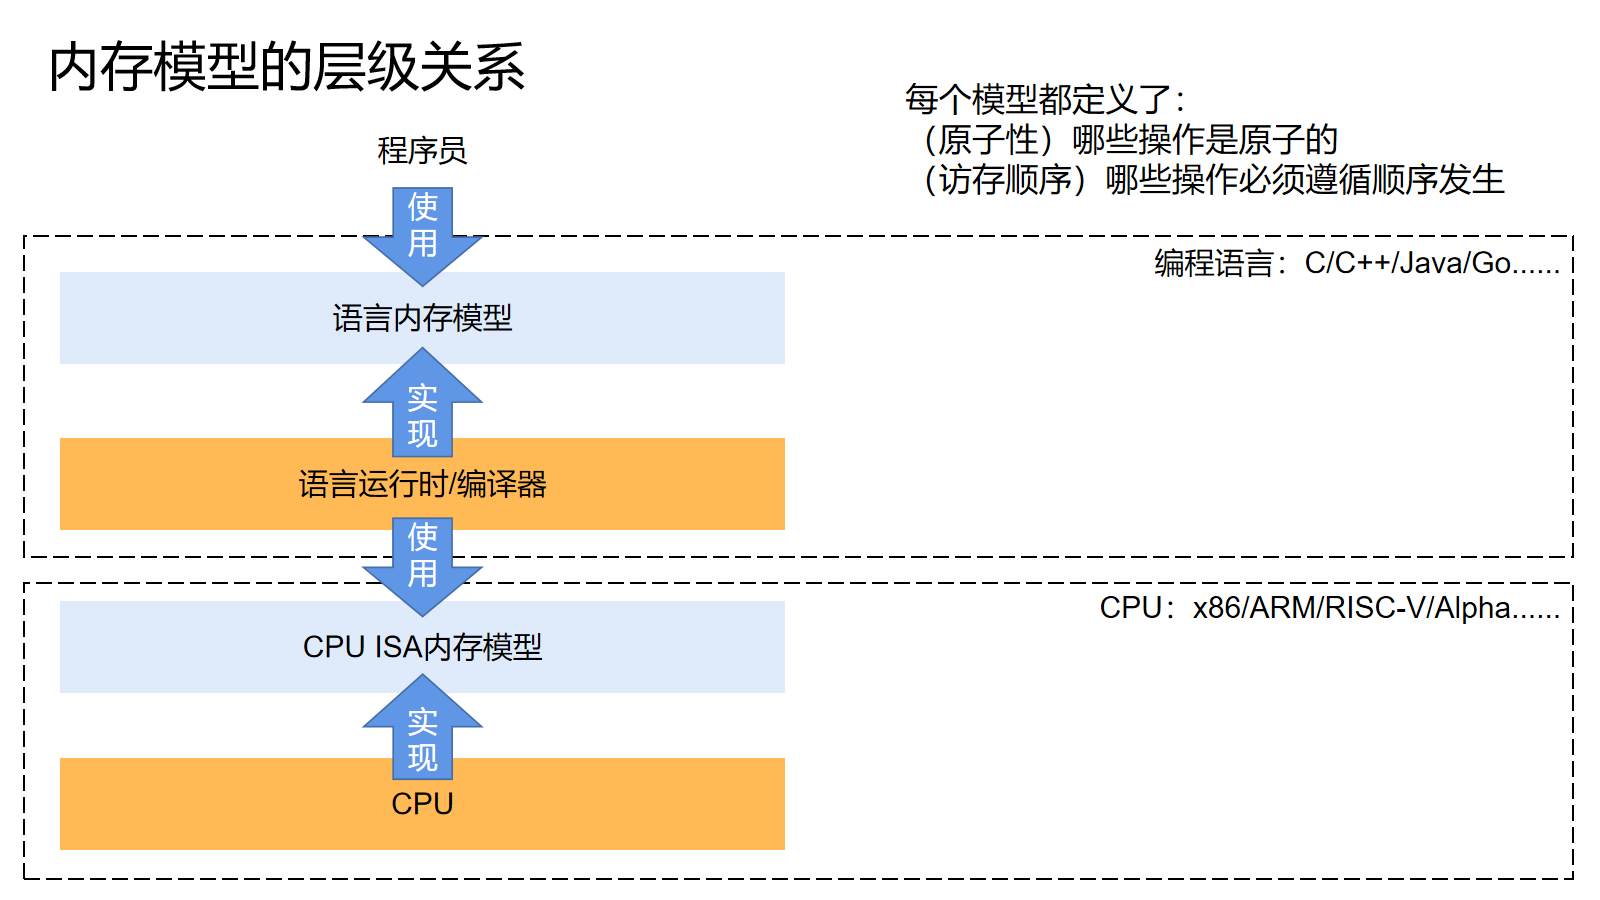 内存模型的层级关系
每个模型都定义了：
（原子性）哪些操作是原子的
（访存顺序）哪些操作必须遵循顺序发生
程序员
使
用
编程语言：C/C++/Java/Go......
语言内存模型
实
现
语言运行时/编译器
使
用
CPU：x86/ARM/RISC-V/Alpha......
CPU ISA内存模型
实
现
CPU